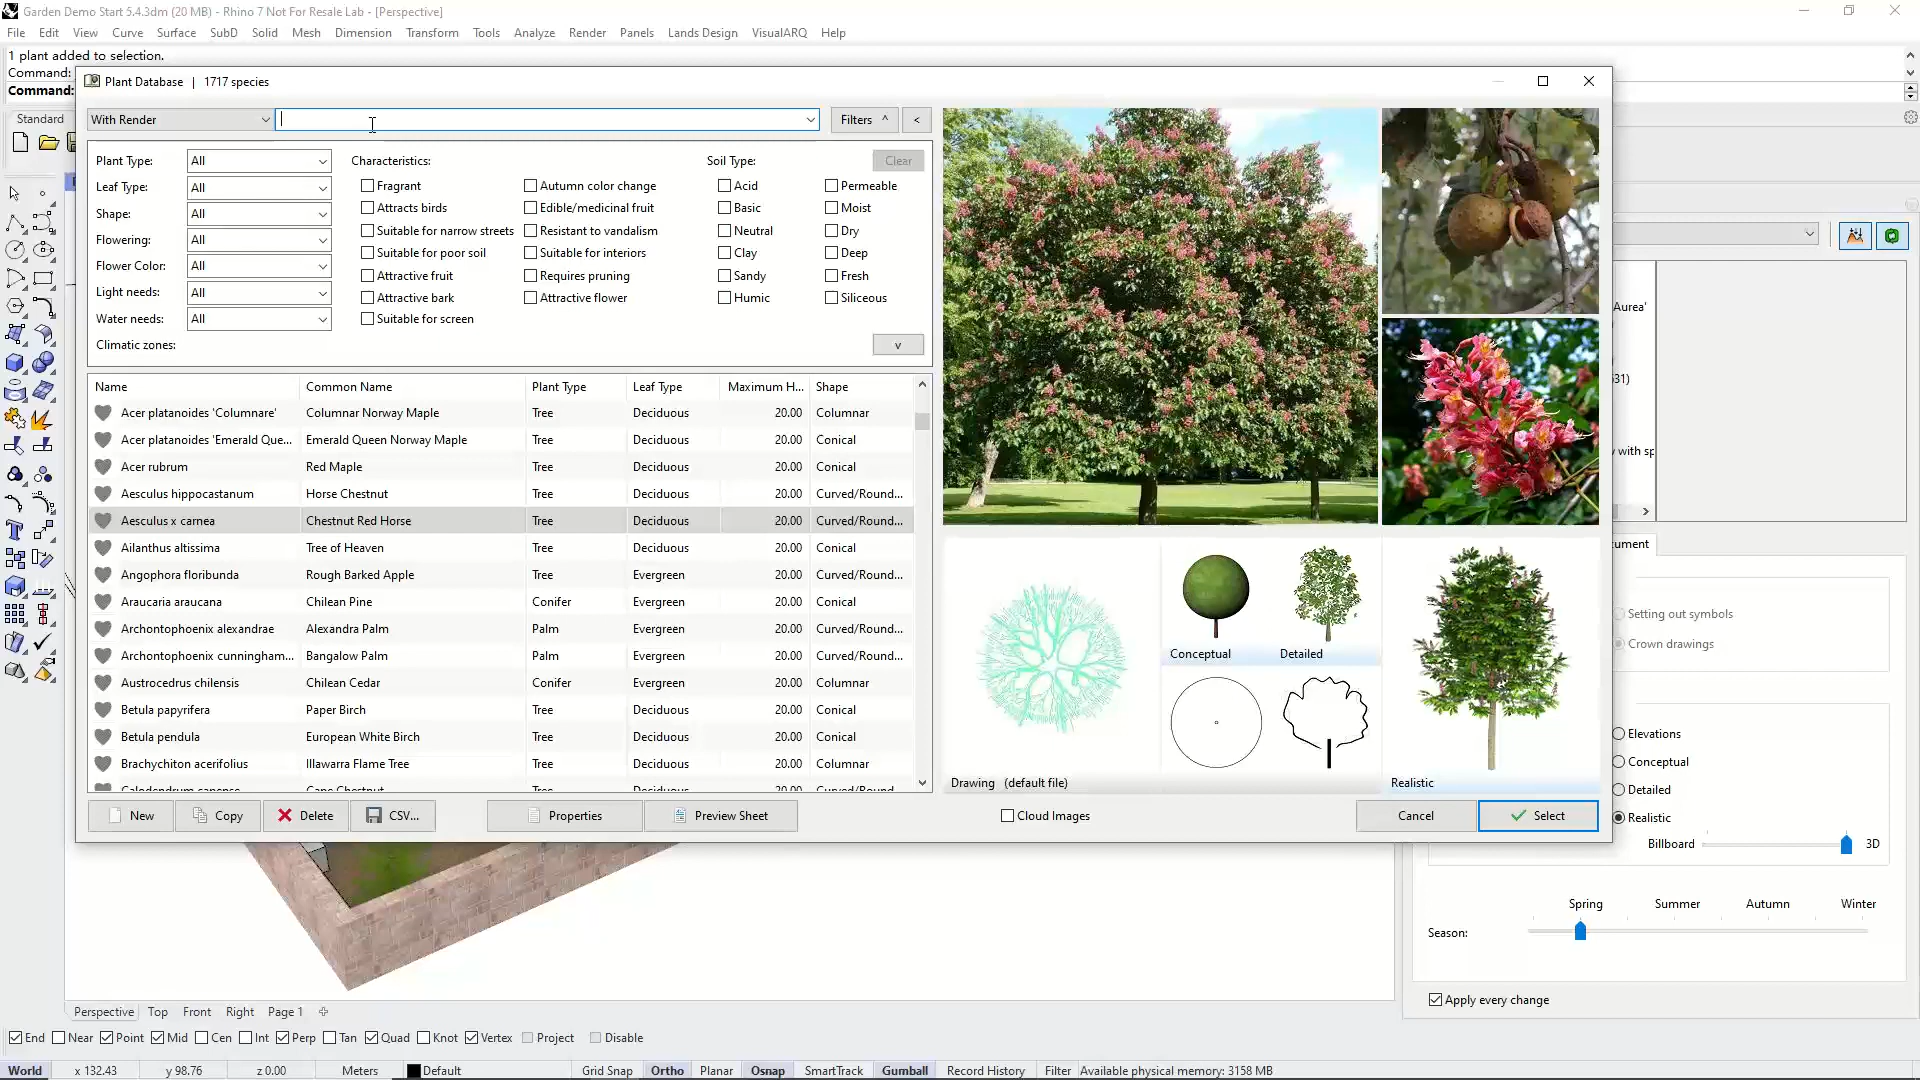 Garden Demo Start 5.4.3dm (20 MB) - Rhino 7 Not For Resale Lab - [Perspective]
File Edit View Curve Surface SubD Solid Mesh Dimension Transform Tools Analyze Render Panels Lands Design VisualARQ Help
1 plant added to selection.
Command:
Command:
Plant Database | 1717 species
Standard
With Render
Filters ^ <
Plant Type: All
Leaf Type: All
Shape: All
Flowering: All
Flower Color: All
Light needs: All
Water needs: All
Climatic zones:
Characteristics:
Fragrant Autumn color change
Attracts birds Edible/medicinal fruit
Suitable for narrow streets Resistant to vandalism
Suitable for poor soil Suitable for interiors
Attractive fruit Requires pruning
Attractive bark Attractive flower
Suitable for screen
Soil Type: Clear
Acid Permeable
Basic Moist
Neutral Dry
Clay Deep
Sandy Fresh
Humic Siliceous
v
Name Common Name Plant Type Leaf Type Maximum H... Shape
Acer platanoides 'Columnare' Columnar Norway Maple Tree Deciduous 20.00 Columnar
Acer platanoides 'Emerald Que... Emerald Queen Norway Maple Tree Deciduous 20.00 Conical
Acer rubrum Red Maple Tree Deciduous 20.00 Conical
Aesculus hippocastanum Horse Chestnut Tree Deciduous 20.00 Curved/Round...
Aesculus x carnea Chestnut Red Horse Tree Deciduous 20.00 Curved/Round...
Ailanthus altissima Tree of Heaven Tree Deciduous 20.00 Conical
Angophora floribunda Rough Barked Apple Tree Evergreen 20.00 Curved/Round...
Araucaria araucana Chilean Pine Conifer Evergreen 20.00 Conical
Archontophoenix alexandrae Alexandra Palm Palm Evergreen 20.00 Curved/Round...
Archontophoenix cunningham... Bangalow Palm Palm Evergreen 20.00 Curved/Round...
Austrocedrus chilensis Chilean Cedar Conifer Evergreen 20.00 Columnar
Betula papyrifera Paper Birch Tree Deciduous 20.00 Conical
Betula pendula European White Birch Tree Deciduous 20.00 Conical
Brachychiton acerifolius Illawarra Flame Tree Tree Deciduous 20.00 Columnar
Conceptual Detailed
Drawing (default file) Realistic
New Copy Delete CSV... Properties Preview Sheet Cloud Images Cancel Select
Aurea'
631)
with sp
ument
Setting out symbols
Crown drawings
Elevations
Conceptual
Detailed
Realistic
Billboard 3D
Spring Summer Autumn Winter
Season:
Apply every change
Perspective Top Front Right Page 1
End Near Point Mid Cen Int Perp Tan Quad Knot Vertex Project Disable
World x 132.43 y 98.76 z 0.00 Meters Default Grid Snap Ortho Planar Osnap SmartTrack Gumball Record History Filter Available physical memory: 3158 MB